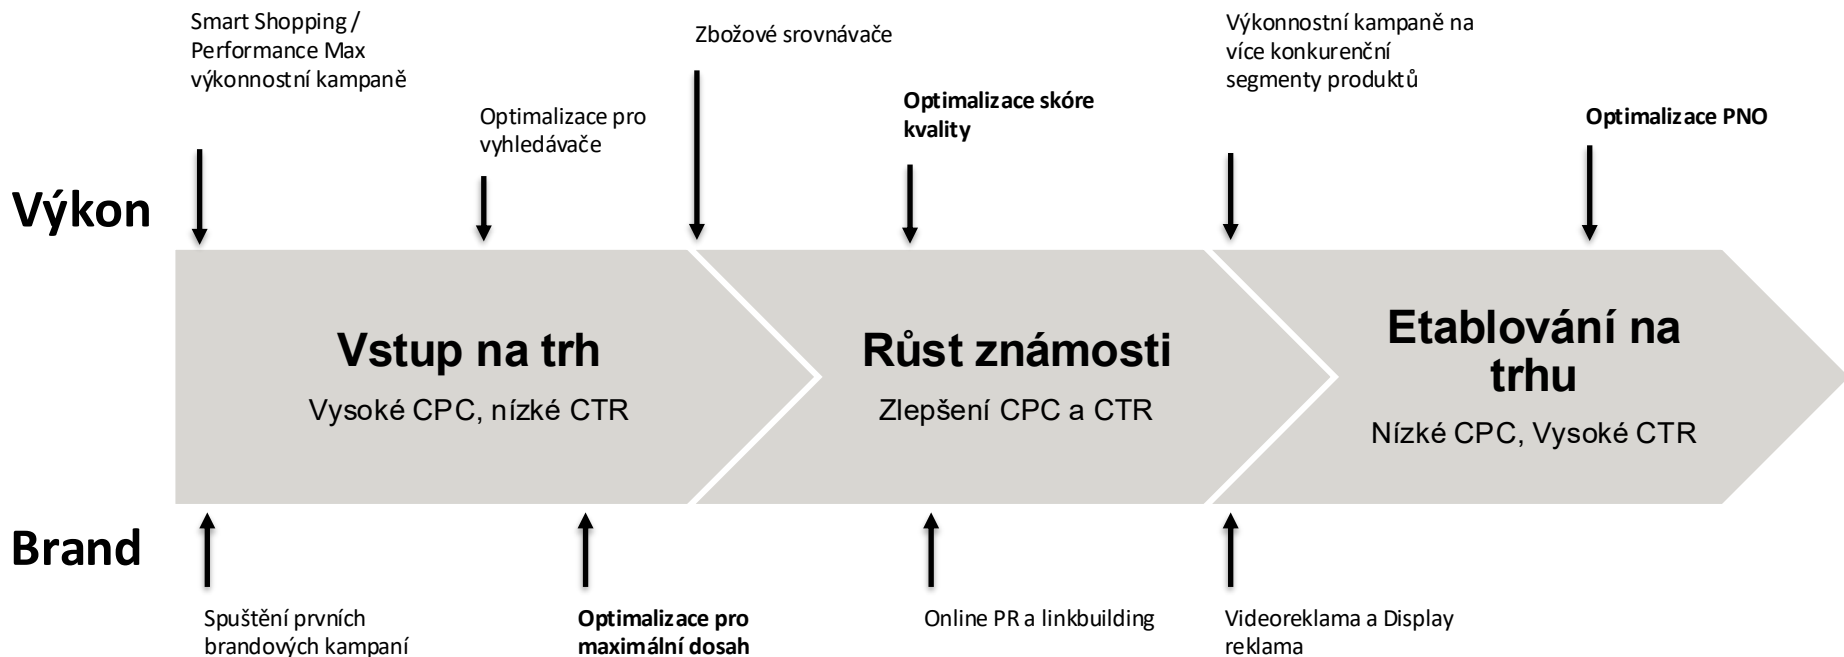 Smart Shopping /
Performance Max
výkonnostní kampaně
Optimalizace pro
vyhledávače
Zbožové srovnávače
Optimalizace skóre
kvality
Výkonnostní kampaně na
více konkurenční
segmenty produktů
Optimalizace PNO
Výkon
Vstup na trh
Vysoké CPC, nízké CTR
Růst známosti
Zlepšení CPC a CTR
Etablování na
trhu
Nízké CPC, Vysoké CTR
Brand
Spuštění prvních
brandových kampaní
Optimalizace pro
maximální dosah
Online PR a linkbuilding
Videoreklama a Display
reklama